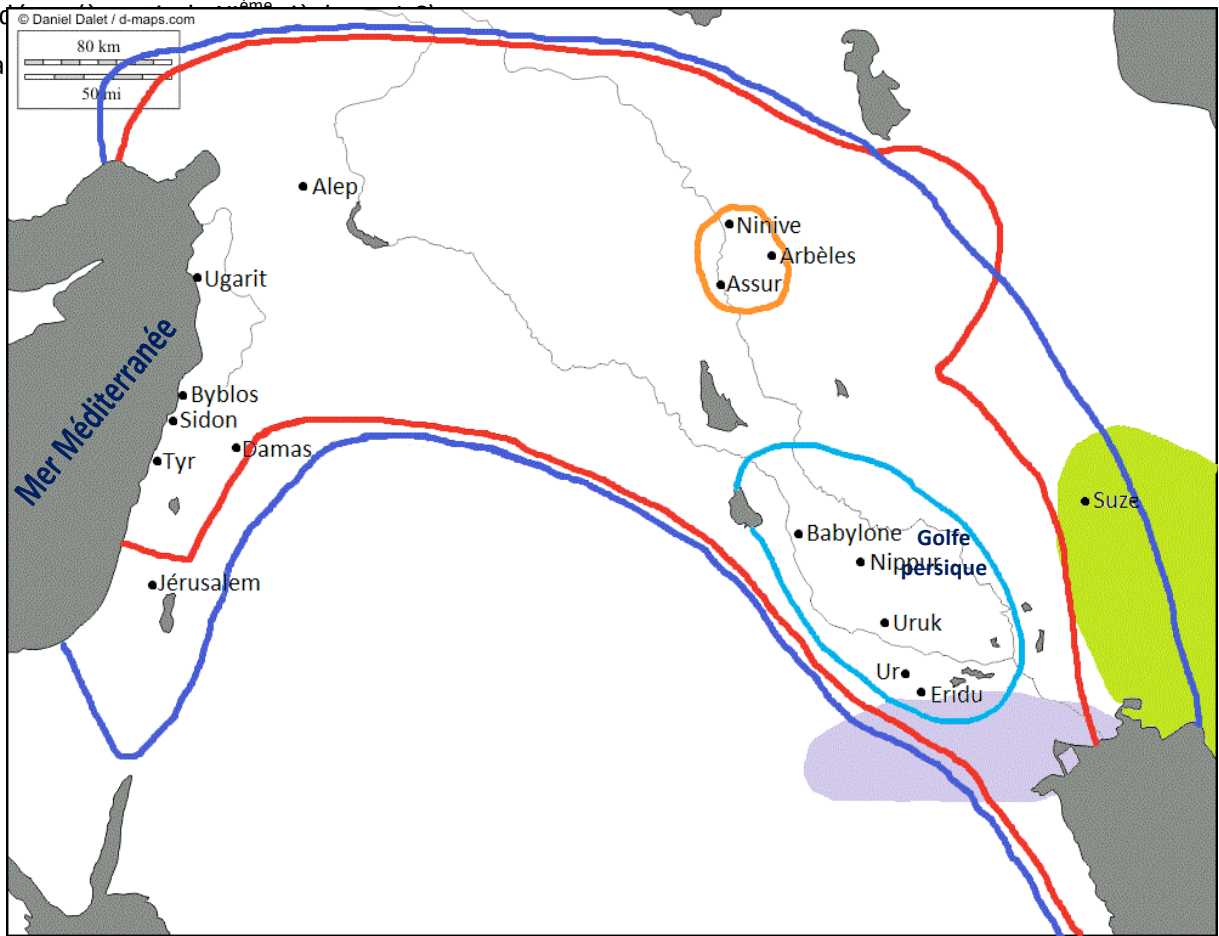 © Daniel Dalet / d-maps.com
80 km
50 mi
Alep
Ninive
Arbèles
Assur
Ugarit
Mer Méditerranée
Byblos
Sidon
Damas
Tyr
Suze
Babylone
Golfe
persique
Nippur
Jérusalem
Uruk
Ur
Eridu